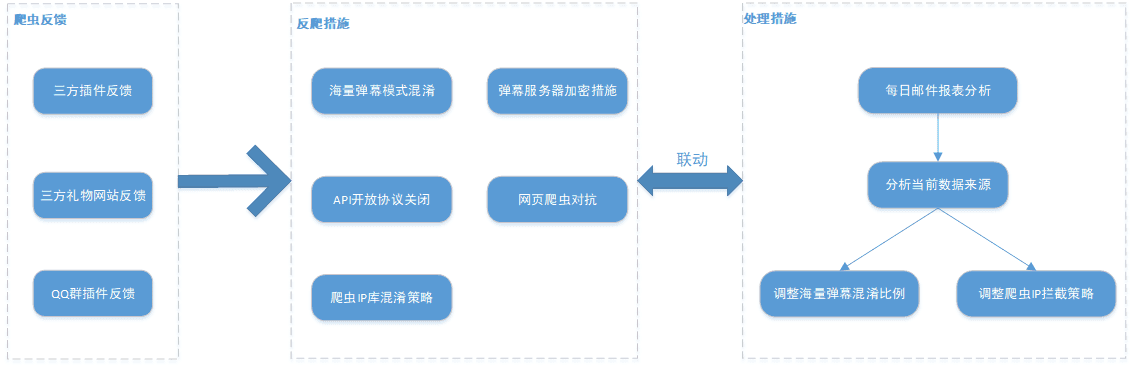 爬虫反馈
三方插件反馈
三方礼物网站反馈
QQ群插件反馈
反爬措施
海量弹幕模式混淆
弹幕服务器加密措施
API开放协议关闭
网页爬虫对抗
爬虫IP库混淆策略
联动
处理措施
每日邮件报表分析
分析当前数据来源
调整海量弹幕混淆比例
调整爬虫IP拦截策略